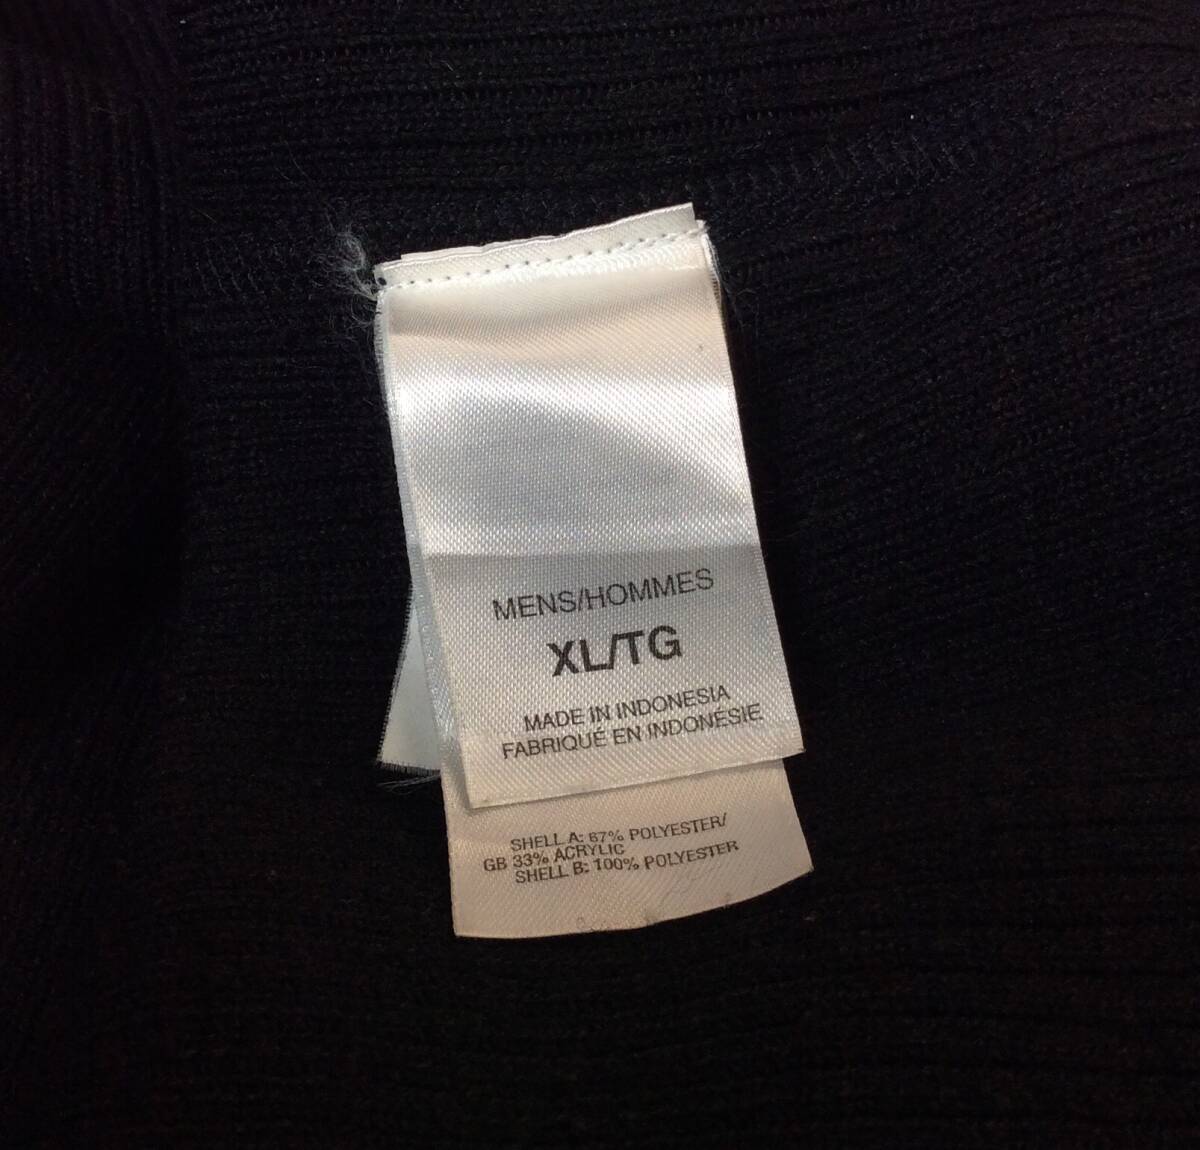 MENS/HOMMES
XL/TG
MADE IN INDONESIA
FABRIQUÉ EN INDONÉSIE
SHELL A: 67% POLYESTER/
GB 33% ACRYLIC
SHELL B: 100% POLYESTER